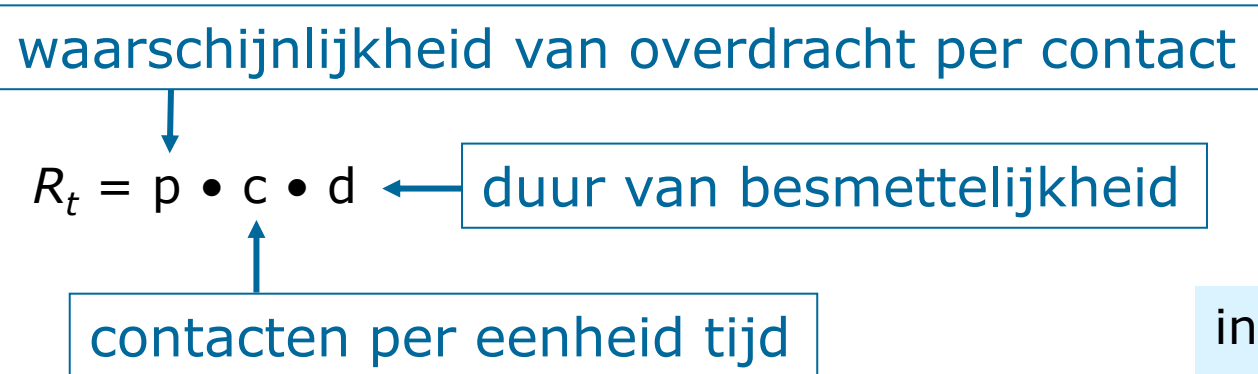 waarschijnlijkheid van overdracht per contact
Rₜ = p • c • d
duur van besmettelijkheid
contacten per eenheid tijd
in